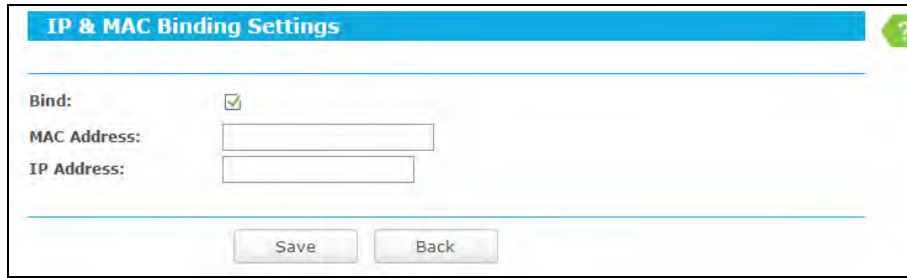 IP & MAC Binding Settings
?
Bind:
MAC Address:
IP Address:
Save Back